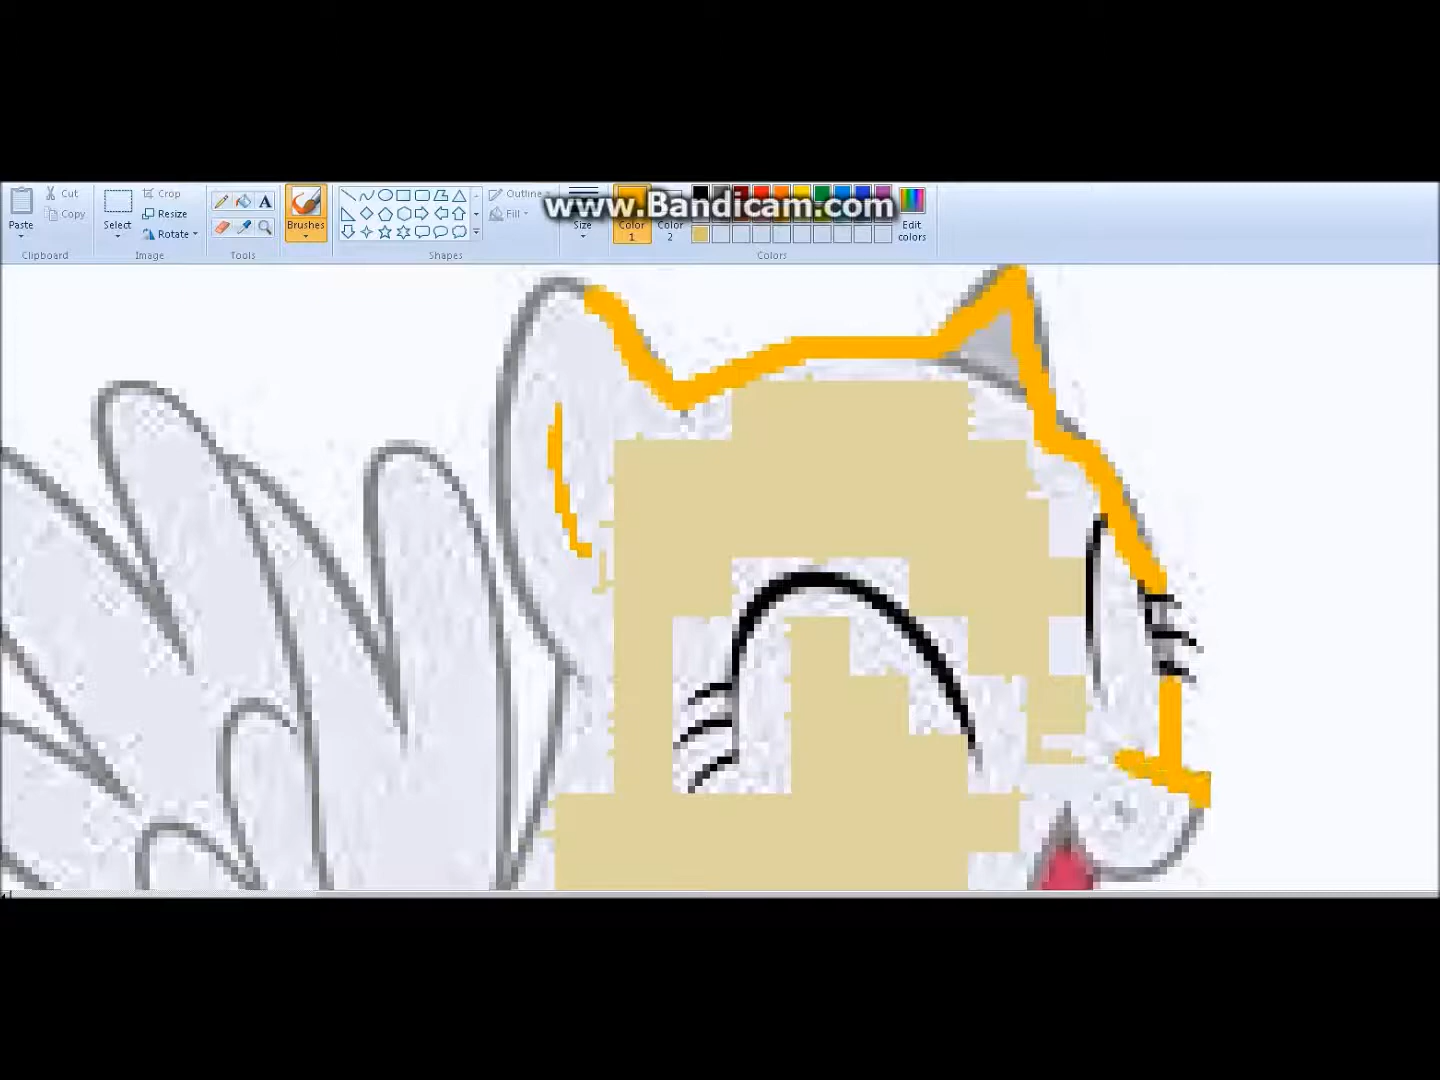 www.Bandicam.com
Cut
Copy
Paste
Clipboard
Crop
Resize
Rotate
Select
Image
A
Tools
Brushes
Outline
Fill
Shapes
Size
Color
1
Color
2
Edit
colors
Colors